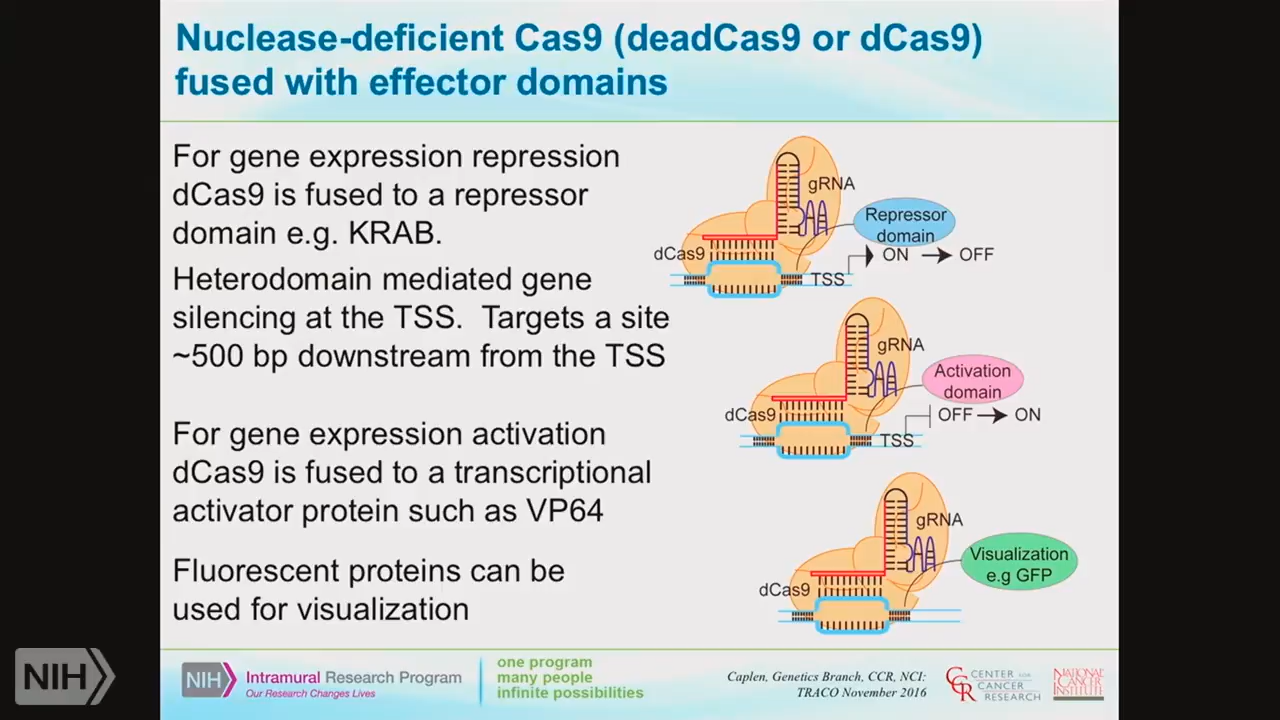 Nuclease-deficient Cas9 (deadCas9 or dCas9)
fused with effector domains
For gene expression repression
dCas9 is fused to a repressor
domain e.g. KRAB.
Heterodomain mediated gene
silencing at the TSS. Targets a site
~500 bp downstream from the TSS
For gene expression activation
dCas9 is fused to a transcriptional
activator protein such as VP64
Fluorescent proteins can be
used for visualization
gRNA
Repressor
domain
dCas9
ON
OFF
TSS
gRNA
Activation
domain
dCas9
OFF
ON
TSS
gRNA
Visualization
e.g GFP
dCas9
NIH
NIH
Intramural Research Program
Our Research Changes Lives
one program
many people
infinite possibilities
Caplen, Genetics Branch, CCR, NCI:
TRACO November 2016
CCR
CENTER FOR
CANCER
RESEARCH
NATIONAL
CANCER
INSTITUTE